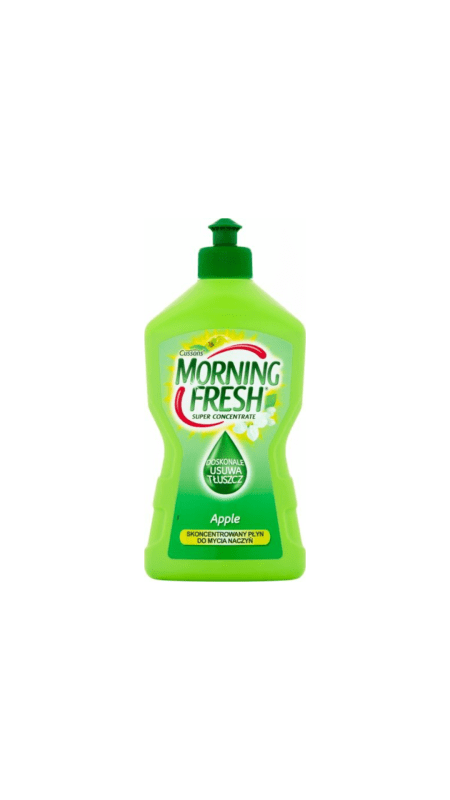 Cussons
MORNING
FRESH
SUPER CONCENTRATE
DOSKONALE
USUWA
TŁUSZCZ
Apple
SKONCENTROWANY PŁYN
DO MYCIA NACZYŃ